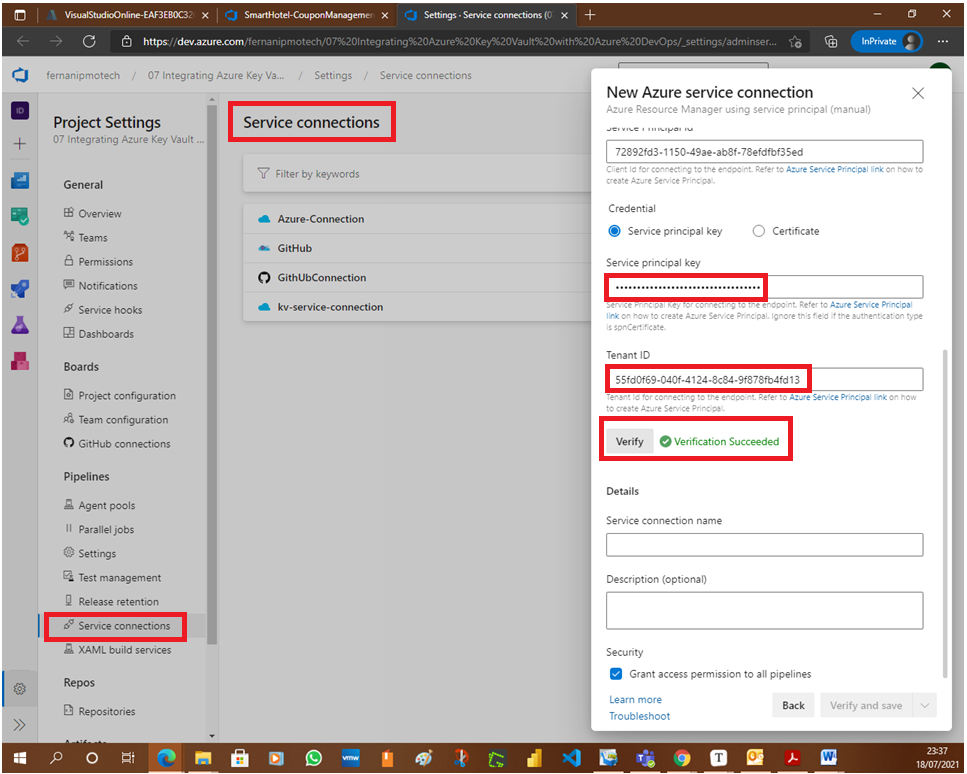 VisualStudioOnline-EAF3EB0C32
SmartHotel-CouponManagemen
Settings · Service connections (0
https://dev.azure.com/fernanipmotech/07%20Integrating%20Azure%20Key%20Vault%20with%20Azure%20DevOps/_settings/adminser...
InPrivate
fernanipmotech / 07 Integrating Azure Key Va... / Settings / Service connections
ID
Project Settings
07 Integrating Azure Key Vault ...
General
Overview
Teams
Permissions
Notifications
Service hooks
Dashboards
Boards
Project configuration
Team configuration
GitHub connections
Pipelines
Agent pools
Parallel jobs
Settings
Test management
Release retention
Service connections
XAML build services
Repos
Repositories
Artifacts
Service connections
Filter by keywords
Azure-Connection
GitHub
GithUbConnection
kv-service-connection
New Azure service connection
Azure Resource Manager using service principal (manual)
Service Principal Id
72892fd3-1150-49ae-ab8f-78efdfbf35ed
Client Id for connecting to the endpoint. Refer to Azure Service Principal link on how to
create Azure Service Principal.
Credential
Service principal key
Certificate
Service principal key
Service Principal Key for connecting to the endpoint. Refer to Azure Service Principal
link on how to create Azure Service Principal. Ignore this field if the authentication type
is spnCertificate.
Tenant ID
55fd0f69-040f-4124-8c84-9f878fb4fd13
Tenant Id for connecting to the endpoint. Refer to Azure Service Principal link on how
to create Azure Service Principal.
Verify
Verification Succeeded
Details
Service connection name
Description (optional)
Security
Grant access permission to all pipelines
Learn more
Troubleshoot
Back
Verify and save
vmw
T
23:37
18/07/2021